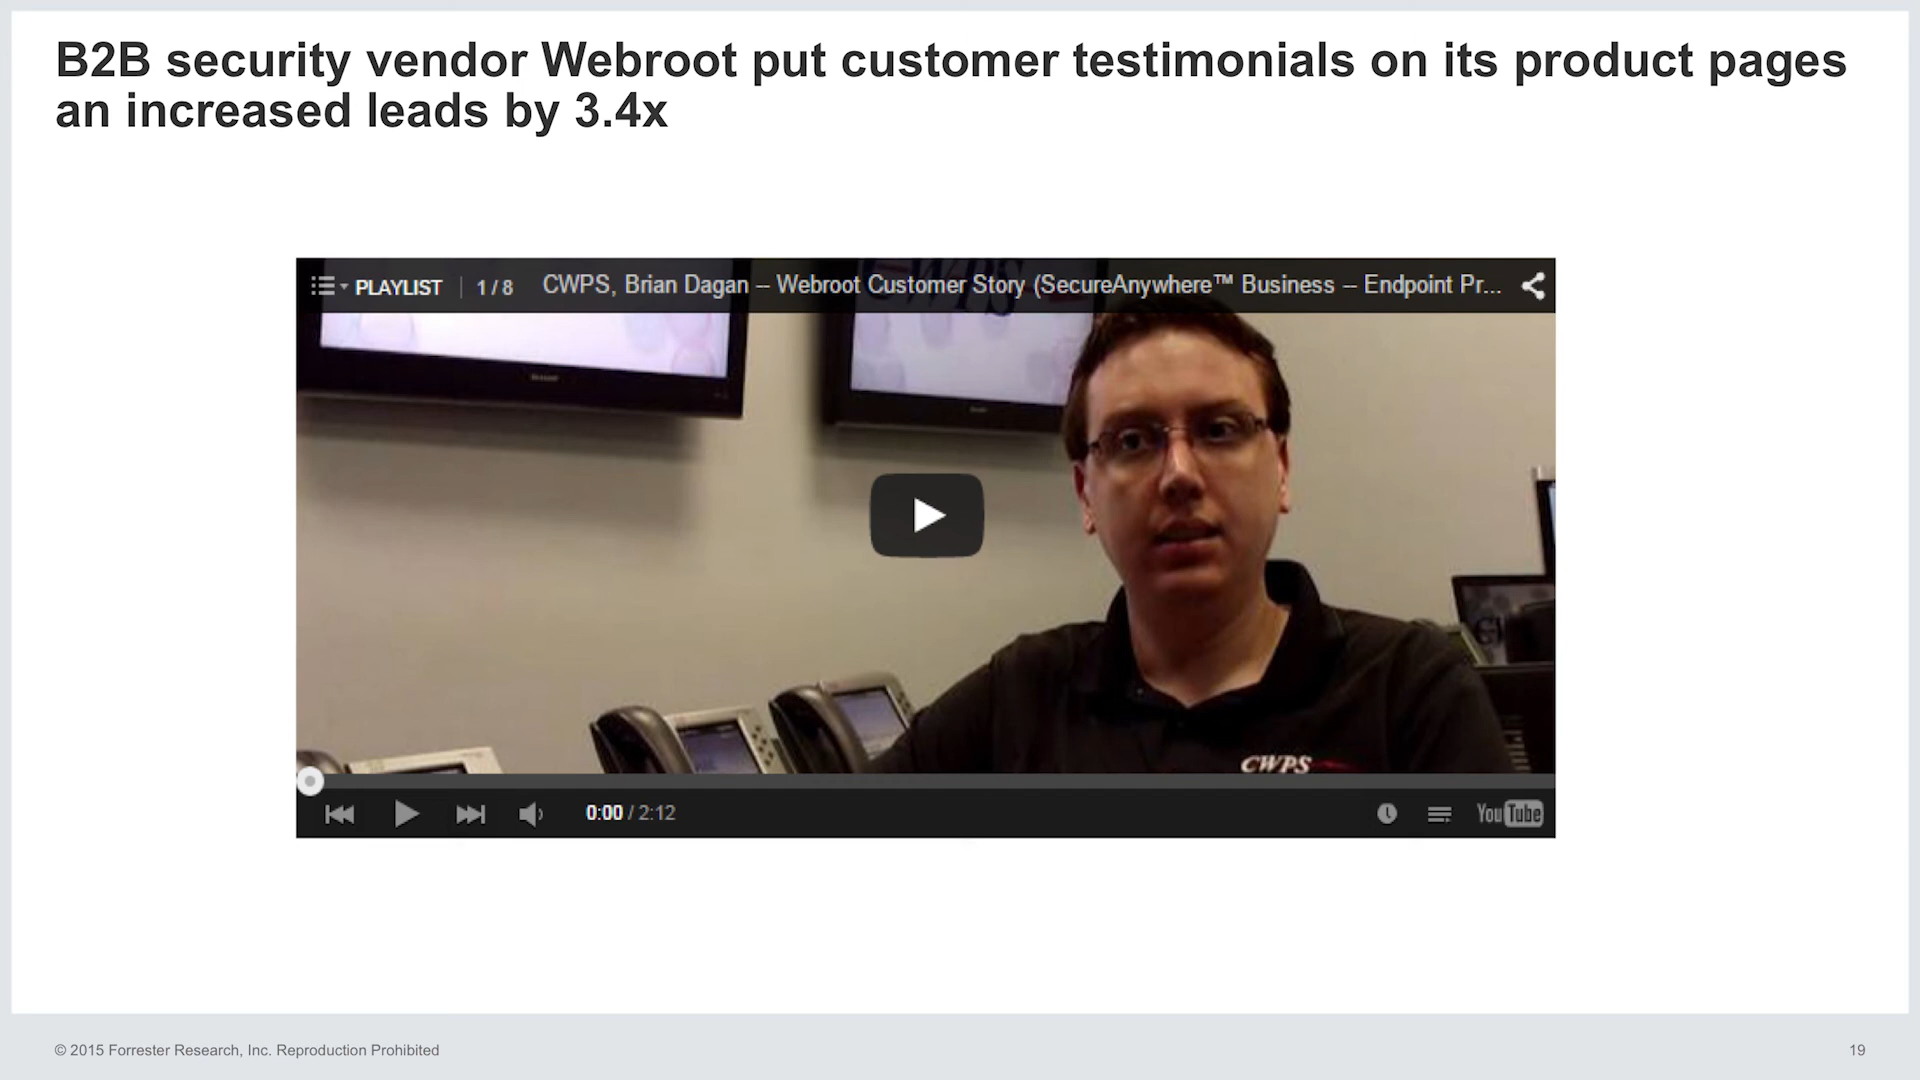 B2B security vendor Webroot put customer testimonials on its product pages
an increased leads by 3.4x
PLAYLIST | 1 / 8 CWPS, Brian Dagan – Webroot Customer Story (SecureAnywhere™ Business – Endpoint Pr...
CWPS
CWPS
0:00 / 2:12
YouTube
© 2015 Forrester Research, Inc. Reproduction Prohibited
19